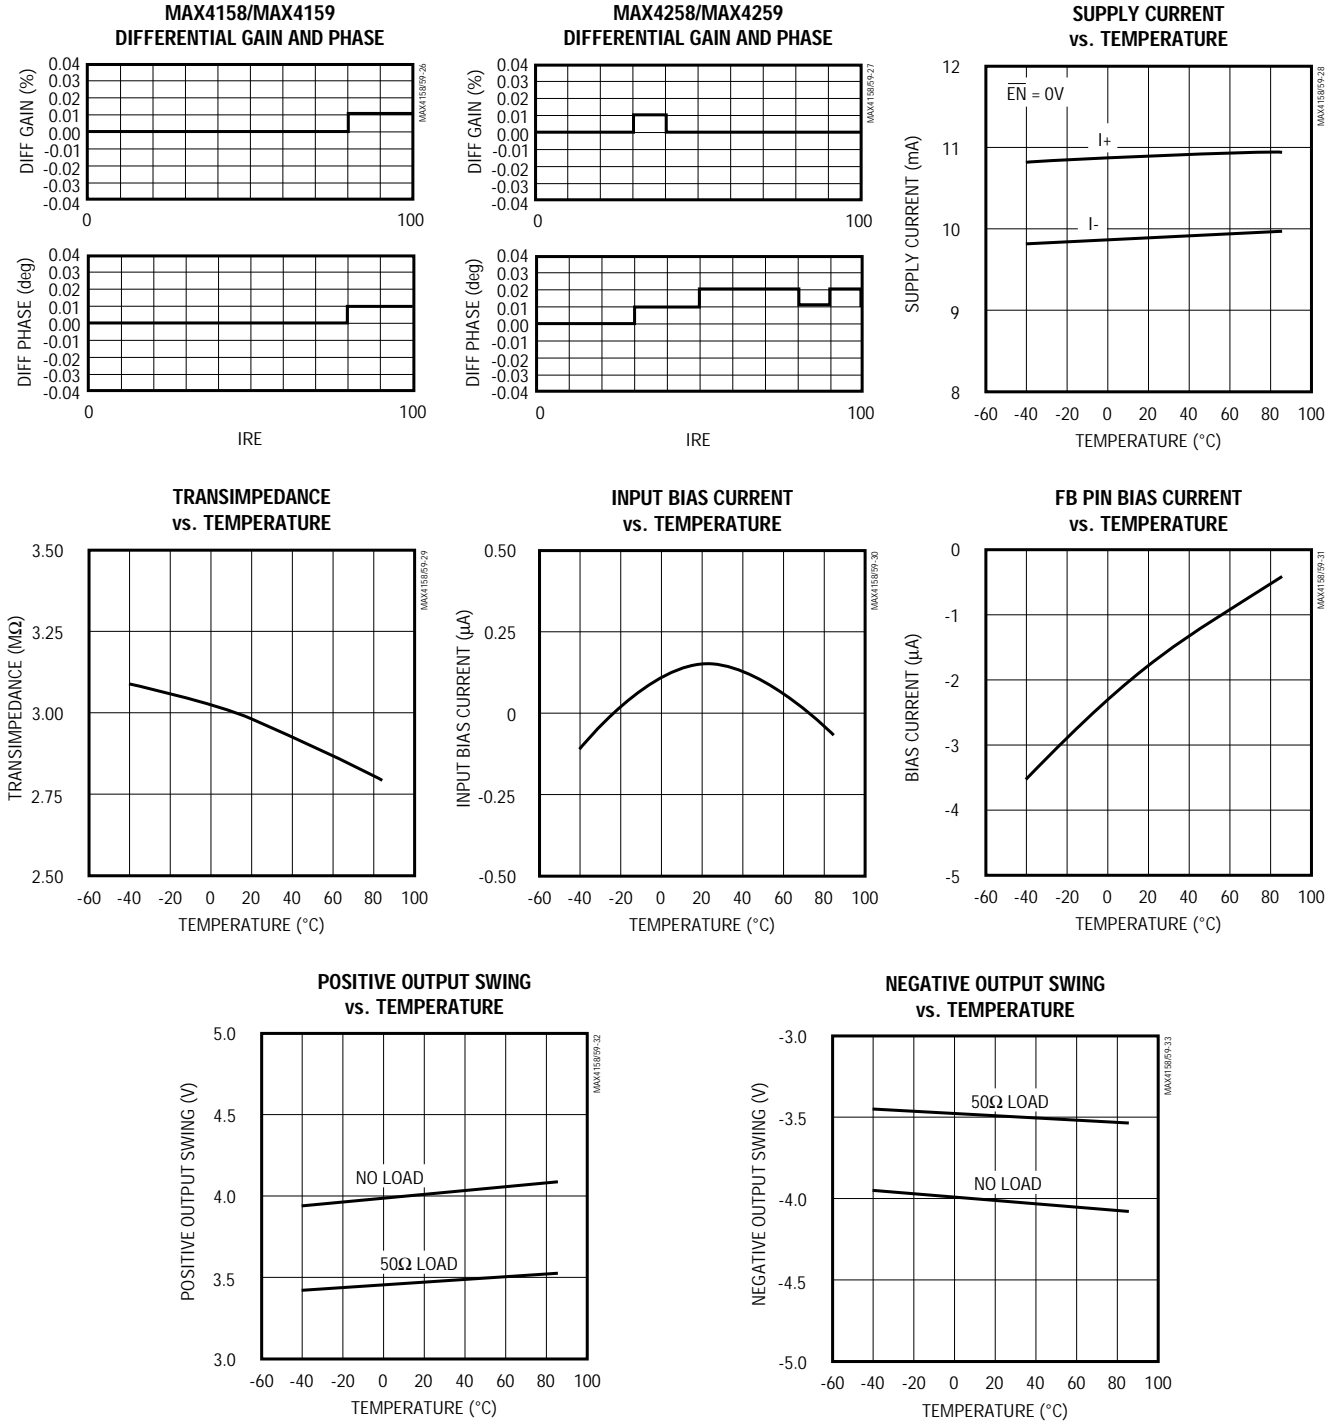 MAX4158/MAX4159
DIFFERENTIAL GAIN AND PHASE
DIFF GAIN (%)
0.04
0.03
0.02
0.01
0.00
-0.01
-0.02
-0.03
-0.04
0
100
MAX4158/59-26
DIFF PHASE (deg)
0.04
0.03
0.02
0.01
0.00
-0.01
-0.02
-0.03
-0.04
0
100
IRE
MAX4258/MAX4259
DIFFERENTIAL GAIN AND PHASE
DIFF GAIN (%)
0.04
0.03
0.02
0.01
0.00
-0.01
-0.02
-0.03
-0.04
0
100
MAX4158/59-27
DIFF PHASE (deg)
0.04
0.03
0.02
0.01
0.00
-0.01
-0.02
-0.03
-0.04
0
100
IRE
SUPPLY CURRENT
vs. TEMPERATURE
SUPPLY CURRENT (mA)
12
11
10
9
8
EN = 0V
I+
I-
MAX4158/59-28
-60 -40 -20 0 20 40 60 80 100
TEMPERATURE (°C)
TRANSIMPEDANCE
vs. TEMPERATURE
TRANSIMPEDANCE (MΩ)
3.50
3.25
3.00
2.75
2.50
MAX4158/59-29
-60 -40 -20 0 20 40 60 80 100
TEMPERATURE (°C)
INPUT BIAS CURRENT
vs. TEMPERATURE
INPUT BIAS CURRENT (µA)
0.50
0.25
0
-0.25
-0.50
MAX4158/59-30
-60 -40 -20 0 20 40 60 80 100
TEMPERATURE (°C)
FB PIN BIAS CURRENT
vs. TEMPERATURE
BIAS CURRENT (µA)
0
-1
-2
-3
-4
-5
MAX4158/59-31
-60 -40 -20 0 20 40 60 80 100
TEMPERATURE (°C)
POSITIVE OUTPUT SWING
vs. TEMPERATURE
POSITIVE OUTPUT SWING (V)
5.0
4.5
4.0
3.5
3.0
NO LOAD
50Ω LOAD
MAX4158/59-32
-60 -40 -20 0 20 40 60 80 100
TEMPERATURE (°C)
NEGATIVE OUTPUT SWING
vs. TEMPERATURE
NEGATIVE OUTPUT SWING (V)
-3.0
-3.5
-4.0
-4.5
-5.0
50Ω LOAD
NO LOAD
MAX4158/59-33
-60 -40 -20 0 20 40 60 80 100
TEMPERATURE (°C)